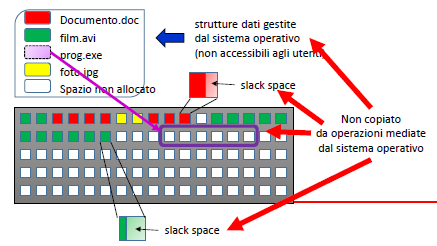 Documento.doc
film.avi
prog.exe
foto.jpg
Spazio non allocato
strutture dati gestite
dal sistema operativo
(non accessibili agli utenti)
slack space
Non copiato
da operazioni mediate
dal sistema operativo
slack space